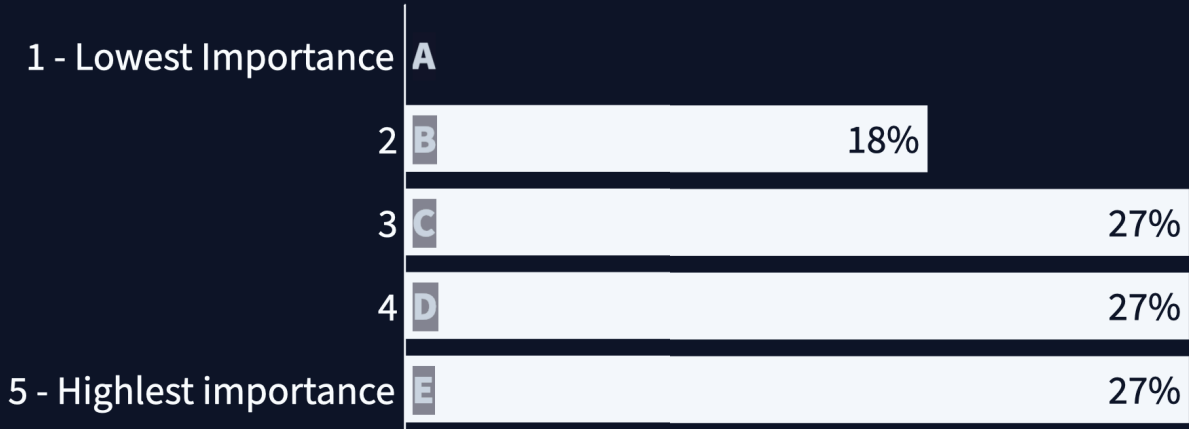 1 - Lowest Importance A
2 B 18%
3 C 27%
4 D 27%
5 - Highlest importance E 27%